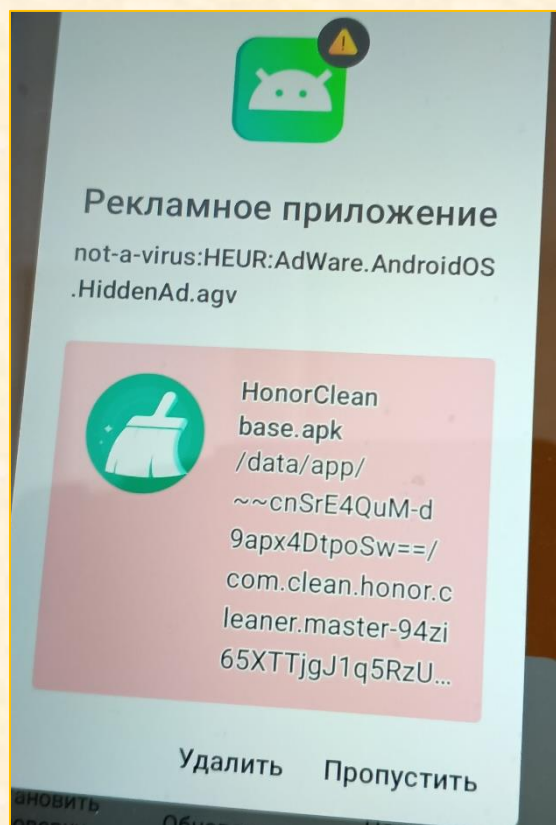 Рекламное приложение
not-a-virus:HEUR:AdWare.AndroidOS
.HiddenAd.agv
HonorClean
base.apk
/data/app/
~~cnSrE4QuM-d
9apx4DtpoSw==/
com.clean.honor.c
leaner.master-94zi
65XTTjgJ1q5RzU...
Удалить Пропустить